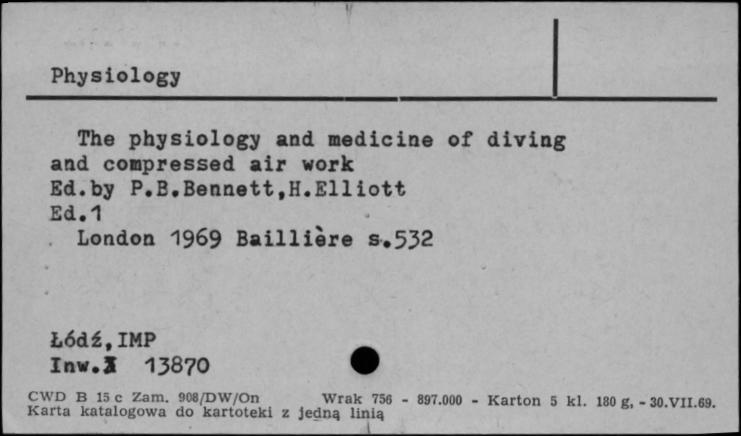 Physiology
The physiology and medicine of diving
and compressed air work
Ed.by P.B.Bennett,H.Elliott
Ed.1
London 1969 Baillière s.532
Łódź,IMP
Inw. 13870
CWD B 15 c Zam. 908/DW/On Wrak 756 - 897.000 - Karton 5 kl. 180 g, - 30.VII.69.
Karta katalogowa do kartoteki z jedną linią